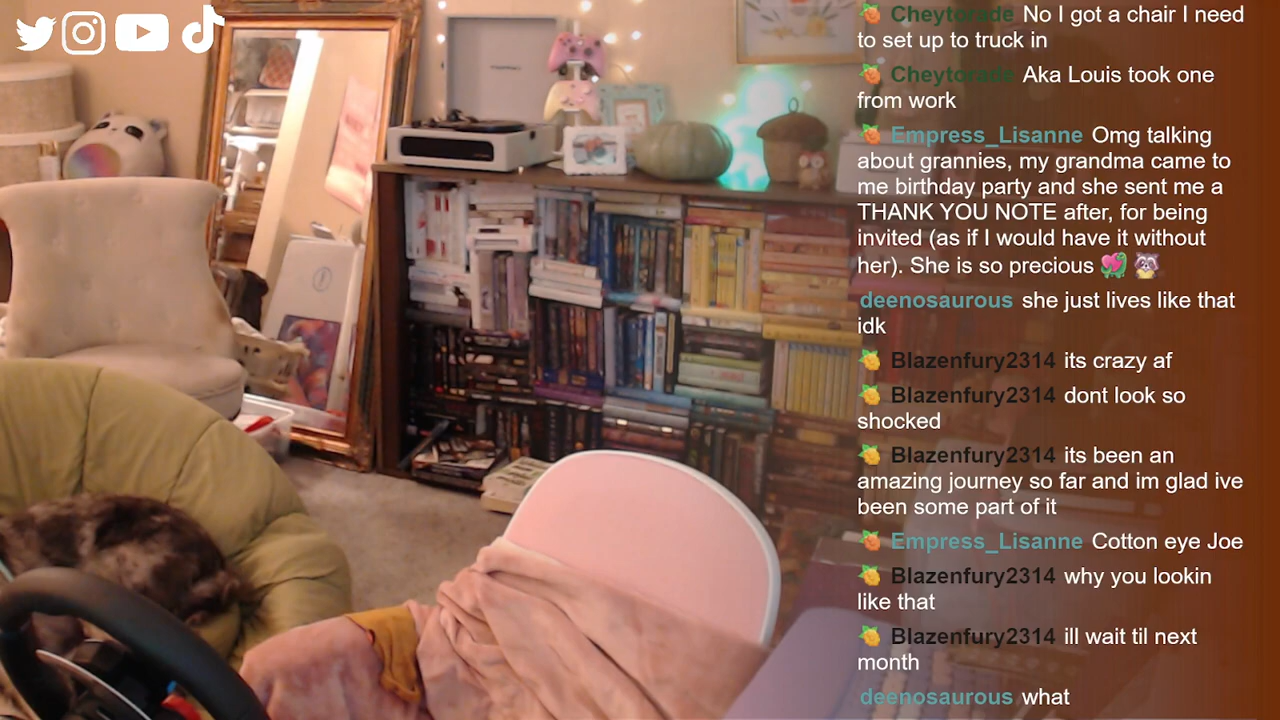 Cheytorade No I got a chair I need
to set up to truck in
Cheytorade Aka Louis took one
from work
Empress_Lisanne Omg talking
about grannies, my grandma came to
me birthday party and she sent me a
THANK YOU NOTE after, for being
invited (as if I would have it without
her). She is so precious
deenosaurous she just lives like that
idk
Blazenfury2314 its crazy af
Blazenfury2314 dont look so
shocked
Blazenfury2314 its been an
amazing journey so far and im glad ive
been some part of it
Empress_Lisanne Cotton eye Joe
Blazenfury2314 why you lookin
like that
Blazenfury2314 ill wait til next
month
deenosaurous what